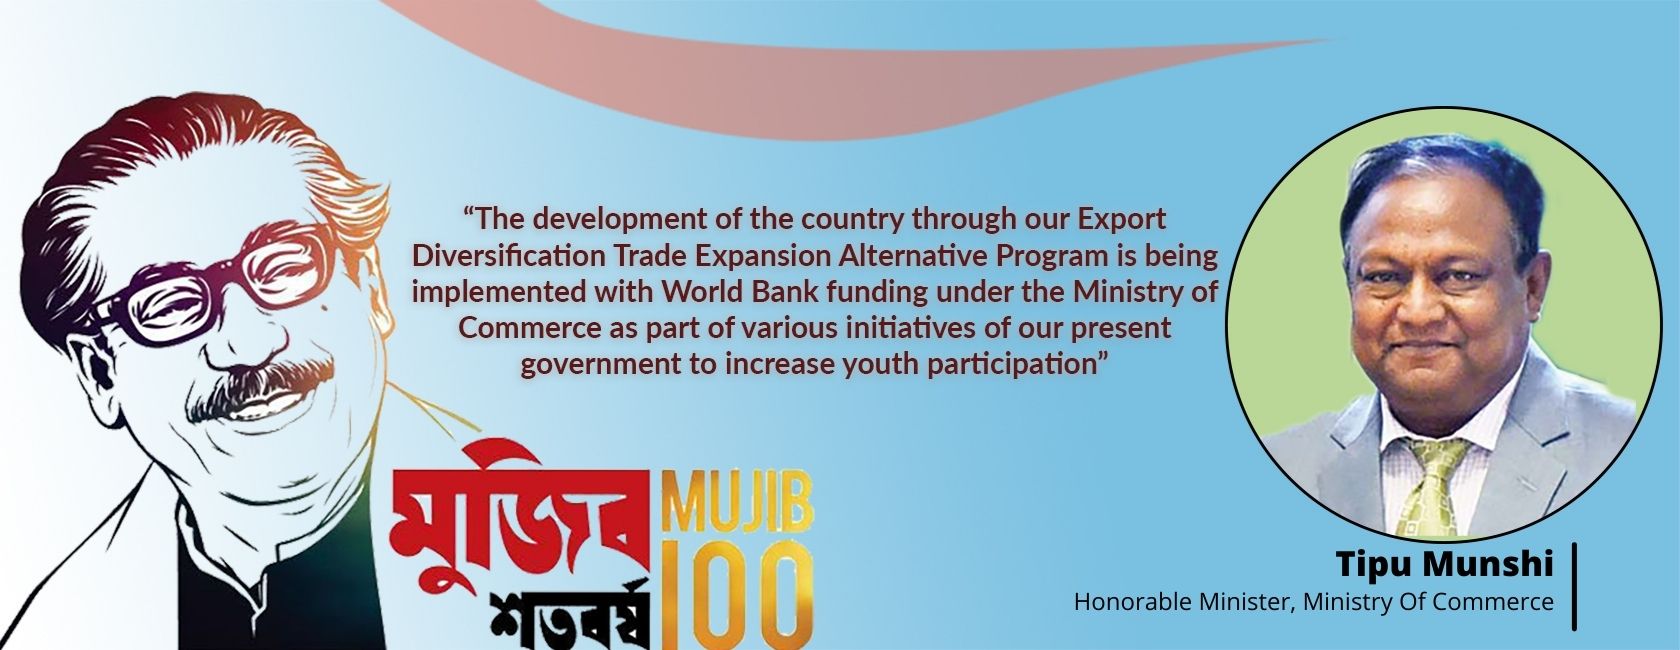 “The development of the country through our Export
Diversification Trade Expansion Alternative Program is being
implemented with World Bank funding under the Ministry of
Commerce as part of various initiatives of our present
government to increase youth participation”
মুজিব
শতবর্ষ
MUJIB
100
Tipu Munshi
Honorable Minister, Ministry Of Commerce